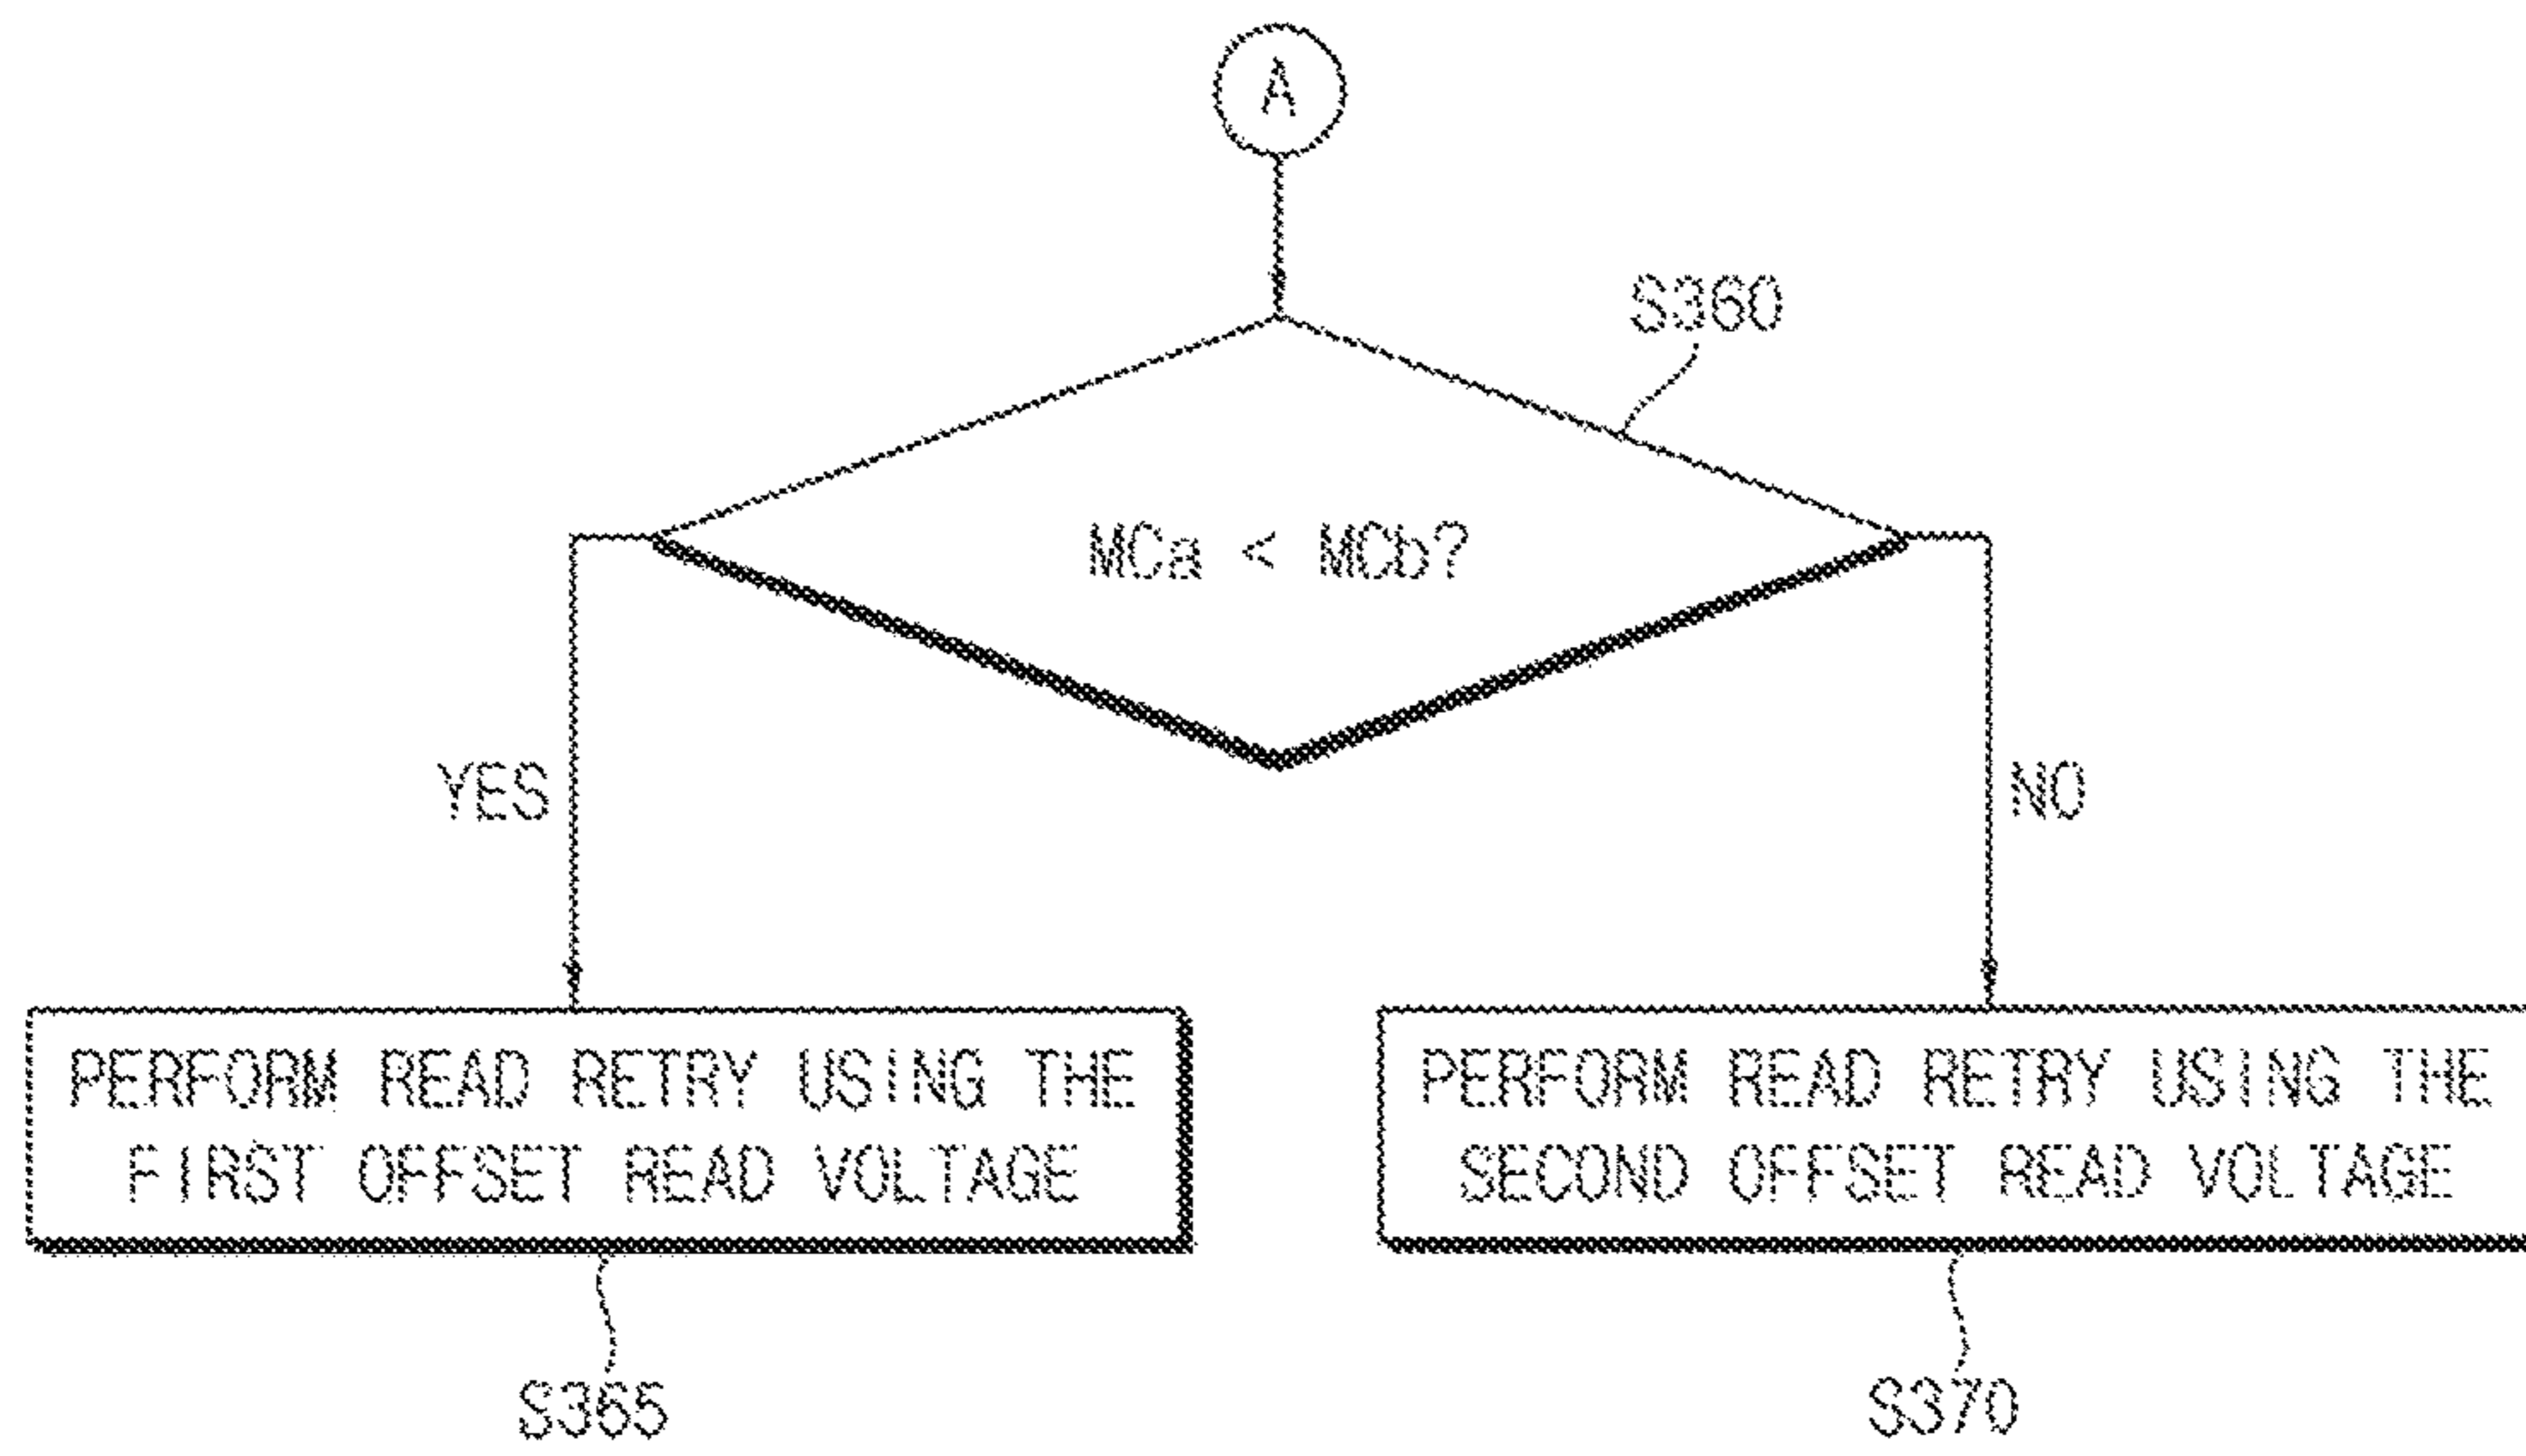 A
S360
MCa < MCb?
YES
NO
PERFORM READ RETRY USING THE
FIRST OFFSET READ VOLTAGE
PERFORM READ RETRY USING THE
SECOND OFFSET READ VOLTAGE
S365
S370